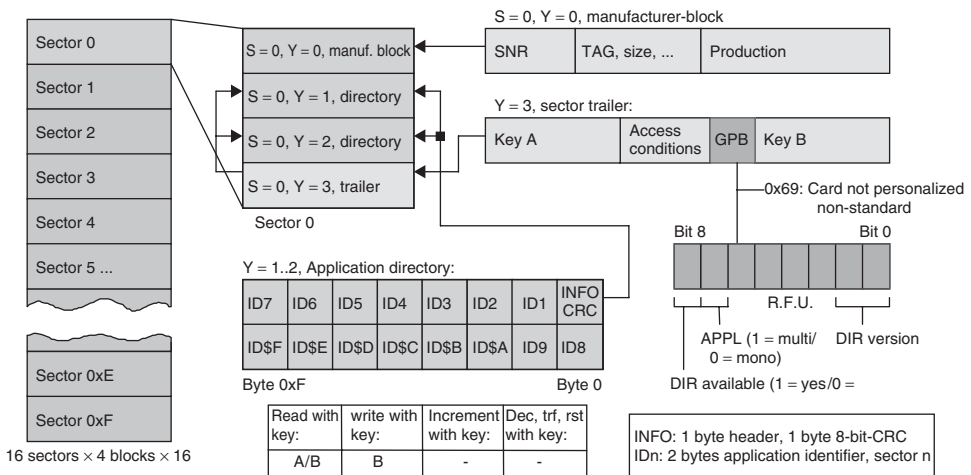 S = 0, Y = 0, manufacturer-block
SNR
TAG, size, ...
Production
Sector 0
Sector 1
Sector 2
Sector 3
Sector 4
Sector 5 ...
Sector 0xE
Sector 0xF
16 sectors × 4 blocks × 16
S = 0, Y = 0, manuf. block
S = 0, Y = 1, directory
S = 0, Y = 2, directory
S = 0, Y = 3, trailer
Sector 0
Y = 3, sector trailer:
Key A
Access
conditions
GPB
Key B
0x69: Card not personalized
non-standard
Bit 8
Bit 0
R.F.U.
APPL (1 = multi/
0 = mono)
DIR version
DIR available (1 = yes/0 =
Y = 1..2, Application directory:
ID7 ID6 ID5 ID4 ID3 ID2 ID1 INFO
CRC
ID$F ID$E ID$D ID$C ID$B ID$A ID9 ID8
Byte 0xF
Byte 0
Read with
key:
write with
key:
Increment
with key:
Dec, trf, rst
with key:
A/B B - -
INFO: 1 byte header, 1 byte 8-bit-CRC
IDn: 2 bytes application identifier, sector n